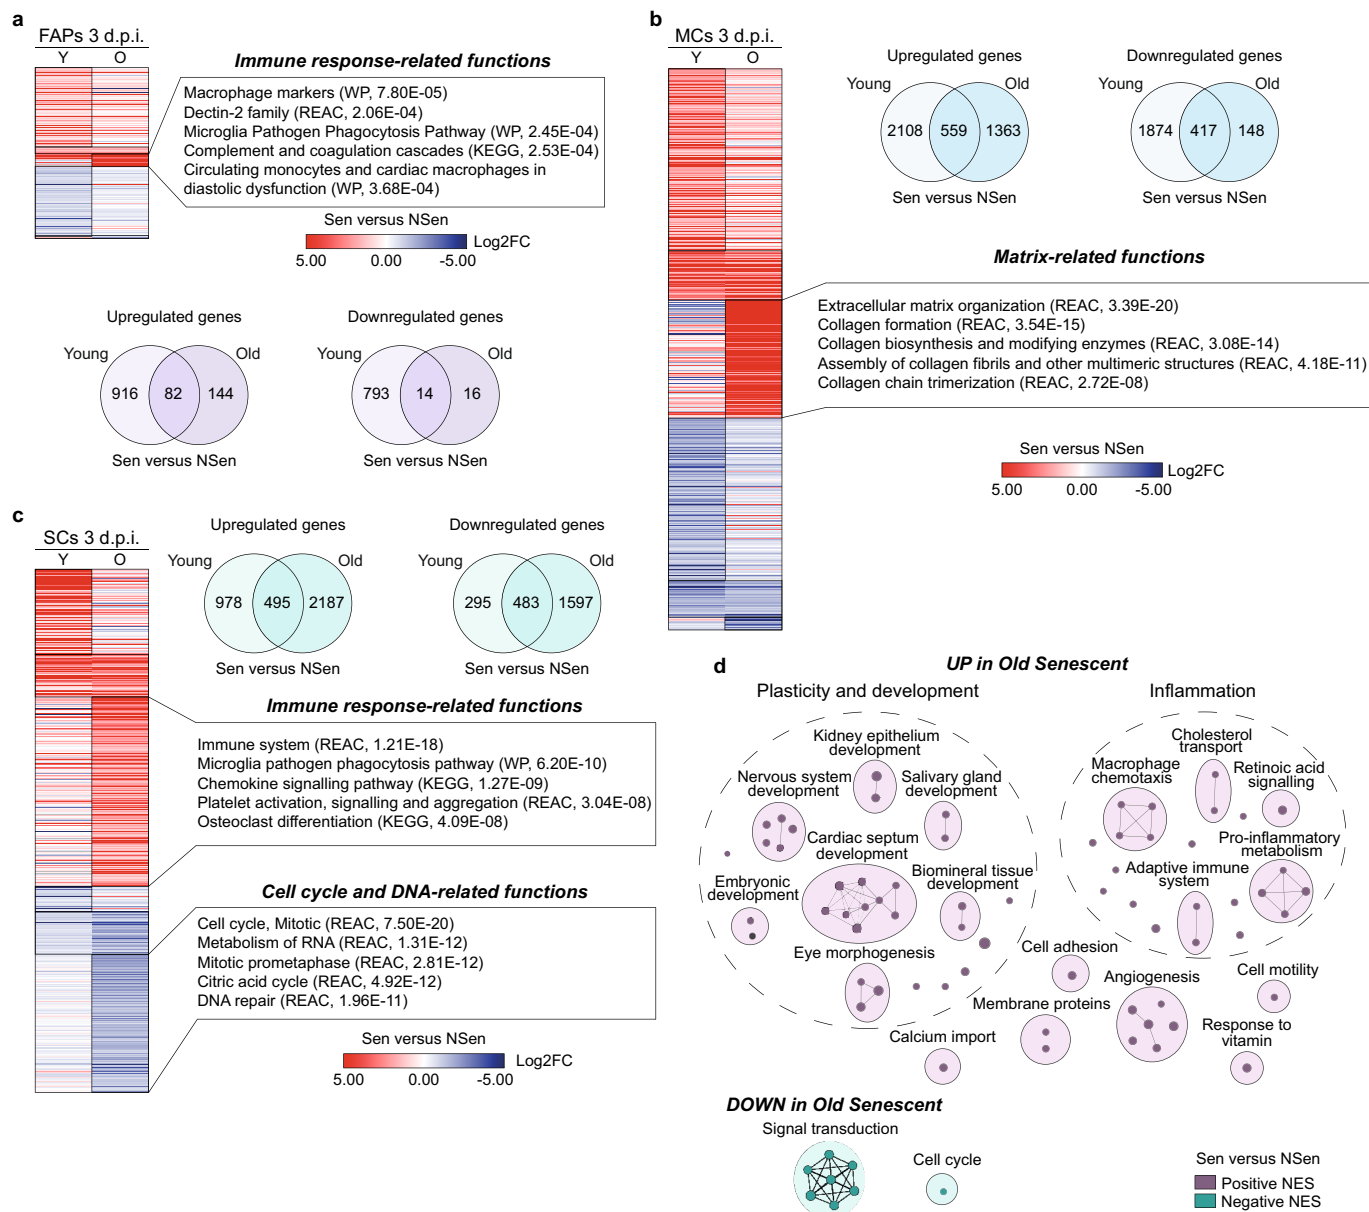 a
FAPs 3 d.p.i.
Y O
Immune response-related functions
Macrophage markers (WP, 7.80E-05)
Dectin-2 family (REAC, 2.06E-04)
Microglia Pathogen Phagocytosis Pathway (WP, 2.45E-04)
Complement and coagulation cascades (KEGG, 2.53E-04)
Circulating monocytes and cardiac macrophages in
diastolic dysfunction (WP, 3.68E-04)
Sen versus NSen
Log2FC
5.00 0.00 -5.00
Upregulated genes
Young Old
916 82 144
Sen versus NSen
Downregulated genes
Young Old
793 14 16
Sen versus NSen
b
MCs 3 d.p.i.
Y O
Upregulated genes
Young Old
2108 559 1363
Sen versus NSen
Downregulated genes
Young Old
1874 417 148
Sen versus NSen
Matrix-related functions
Extracellular matrix organization (REAC, 3.39E-20)
Collagen formation (REAC, 3.54E-15)
Collagen biosynthesis and modifying enzymes (REAC, 3.08E-14)
Assembly of collagen fibrils and other multimeric structures (REAC, 4.18E-11)
Collagen chain trimerization (REAC, 2.72E-08)
Sen versus NSen
Log2FC
5.00 0.00 -5.00
c
SCs 3 d.p.i.
Y O
Upregulated genes
Young Old
978 495 2187
Sen versus NSen
Downregulated genes
Young Old
295 483 1597
Sen versus NSen
Immune response-related functions
Immune system (REAC, 1.21E-18)
Microglia pathogen phagocytosis pathway (WP, 6.20E-10)
Chemokine signalling pathway (KEGG, 1.27E-09)
Platelet activation, signalling and aggregation (REAC, 3.04E-08)
Osteoclast differentiation (KEGG, 4.09E-08)
Cell cycle and DNA-related functions
Cell cycle, Mitotic (REAC, 7.50E-20)
Metabolism of RNA (REAC, 1.31E-12)
Mitotic prometaphase (REAC, 2.81E-12)
Citric acid cycle (REAC, 4.92E-12)
DNA repair (REAC, 1.96E-11)
Sen versus NSen
Log2FC
5.00 0.00 -5.00
d
UP in Old Senescent
Plasticity and development
Kidney epithelium
development
Nervous system
development
Salivary gland
development
Cardiac septum
development
Embryonic
development
Biomineral tissue
development
Eye morphogenesis
Inflammation
Cholesterol
transport
Macrophage
chemotaxis
Retinoic acid
signalling
Pro-inflammatory
metabolism
Adaptive immune
system
Cell adhesion
Angiogenesis
Cell motility
Membrane proteins
Calcium import
Response to
vitamin
DOWN in Old Senescent
Signal transduction
Cell cycle
Sen versus NSen
Positive NES
Negative NES